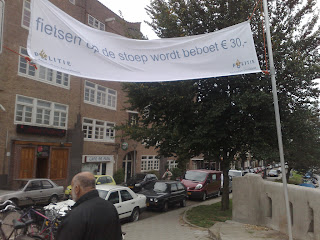 fietsen op de stoep wordt beboet € 30,-
POLITIE
POLITIE